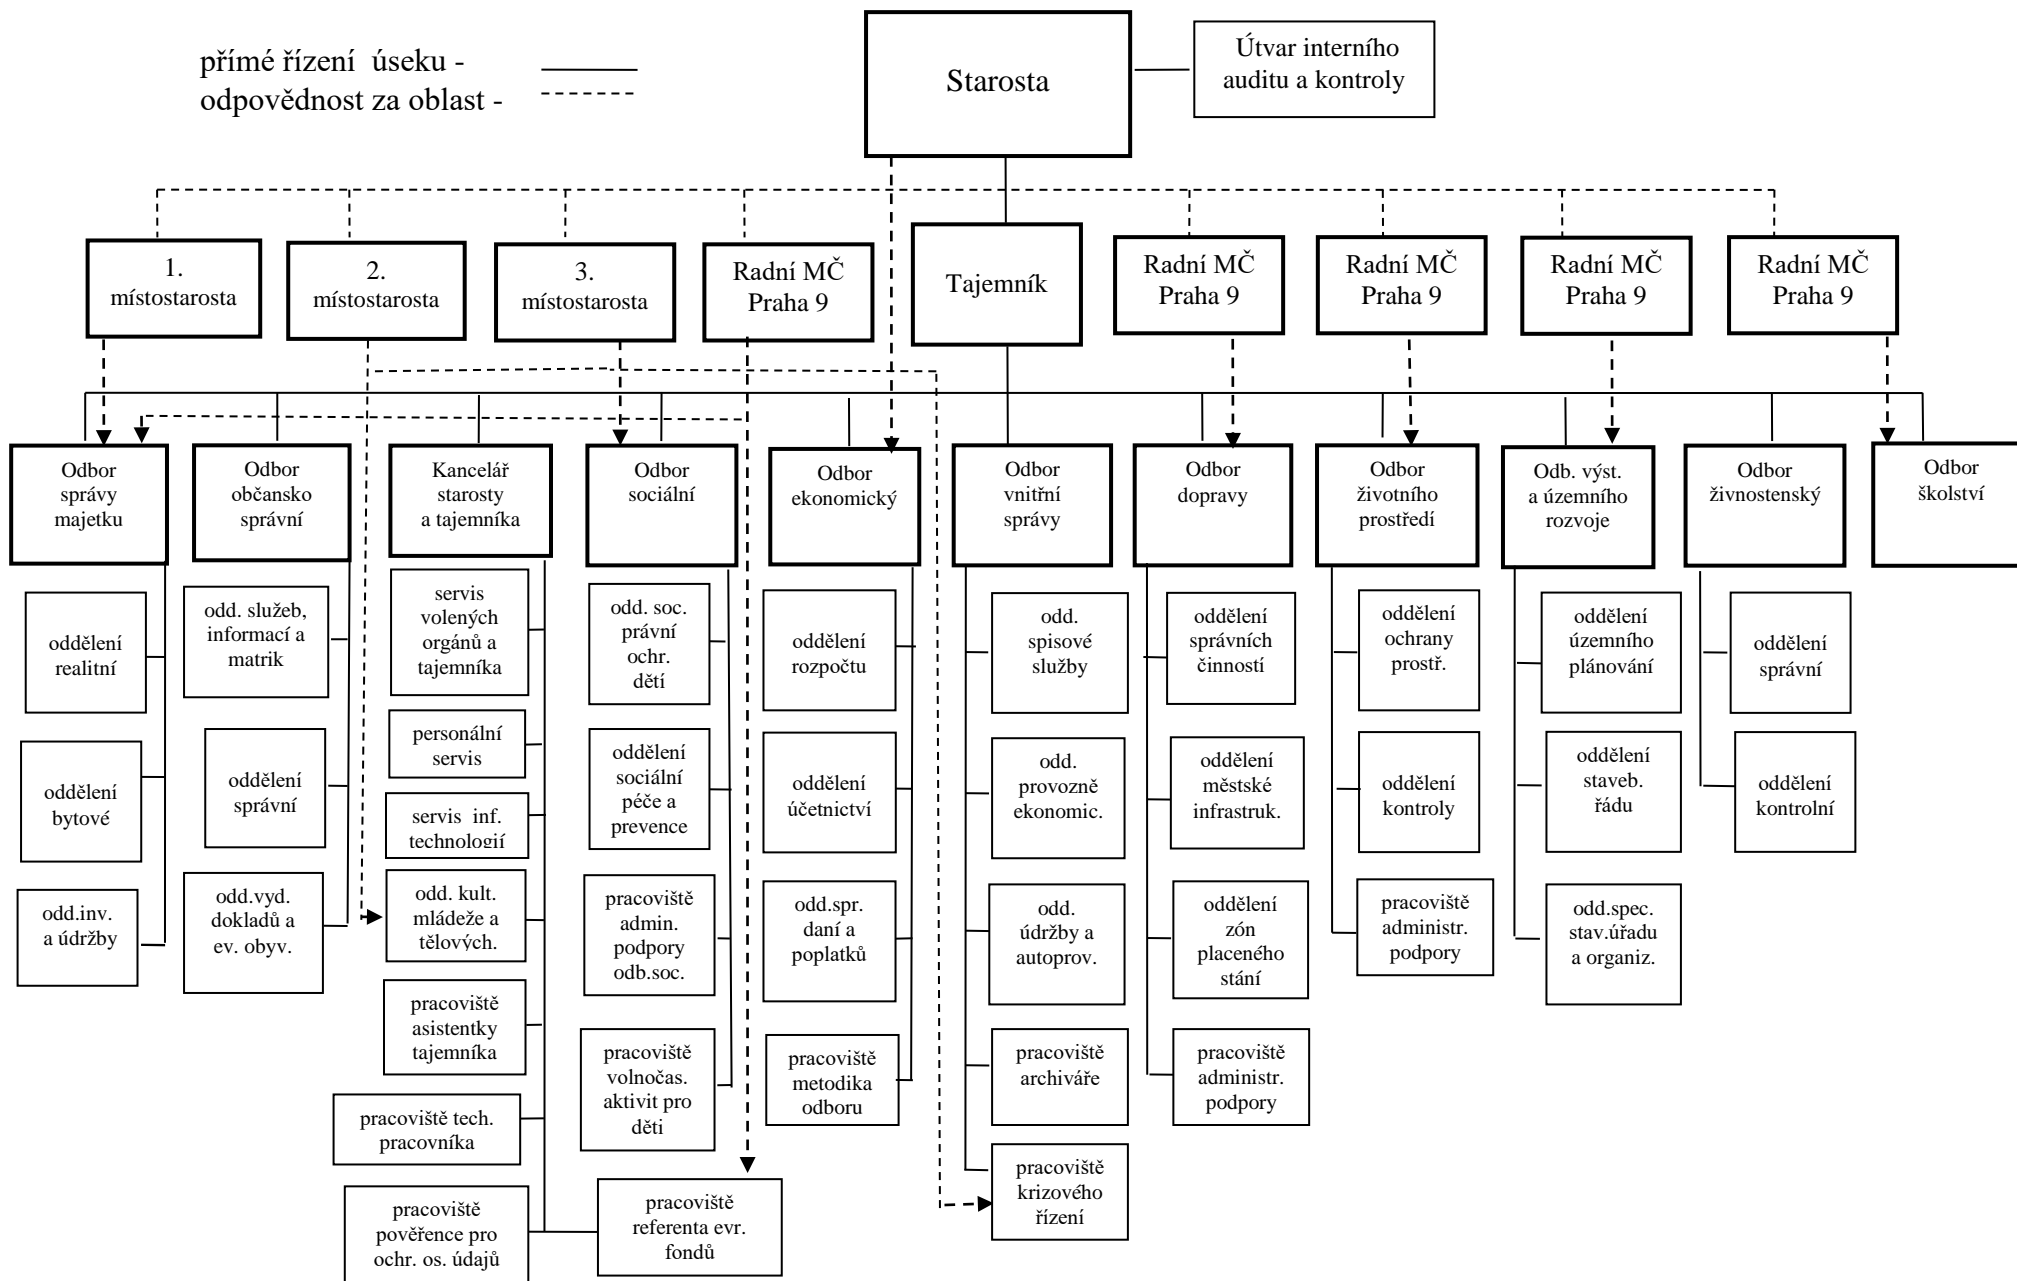 přímé řízení  úseku -
odpovědnost za oblast -
Starosta
Útvar interního
auditu a kontroly
1.
místostarosta
2.
místostarosta
3.
místostarosta
Radní MČ
Praha 9
Tajemník
Radní MČ
Praha 9
Radní MČ
Praha 9
Radní MČ
Praha 9
Radní MČ
Praha 9
Odbor
správy
majetku
Odbor
občansko
správní
Kancelář
starosty
a tajemníka
Odbor
sociální
Odbor
ekonomický
Odbor
vnitřní
správy
Odbor
dopravy
Odbor
životního
prostředí
Odb. výst.
a územního
rozvoje
Odbor
živnostenský
Odbor
školství
oddělení
realitní
odd. služeb,
informací a
matrik
servis
volených
orgánů a
tajemníka
odd. soc.
právní
ochr.
dětí
oddělení
rozpočtu
odd.
spisové
služby
oddělení
správních
činností
oddělení
ochrany
prostř.
oddělení
územního
plánování
oddělení
správní
oddělení
bytové
oddělení
správní
personální
servis
servis  inf.
technologií
oddělení
sociální
péče a
prevence
oddělení
účetnictví
odd.
provozně
ekonomic.
oddělení
městské
infrastruk.
oddělení
kontroly
oddělení
staveb.
řádu
oddělení
kontrolní
odd.inv.
a údržby
odd.vyd.
dokladů a
ev. obyv.
odd. kult.
mládeže a
tělových.
pracoviště
admin.
podpory
odb.soc.
odd.spr.
daní a
poplatků
odd.
údržby a
autoprov.
oddělení
zón
placeného
stání
pracoviště
administr.
podpory
odd.spec.
stav.úřadu
a organiz.
pracoviště
asistentky
tajemníka
pracoviště
volnočas.
aktivit pro
děti
pracoviště
metodika
odboru
pracoviště
archiváře
pracoviště
administr.
podpory
pracoviště tech.
pracovníka
pracoviště
krizového
řízení
pracoviště
pověřence pro
ochr. os. údajů
pracoviště
referenta evr.
fondů